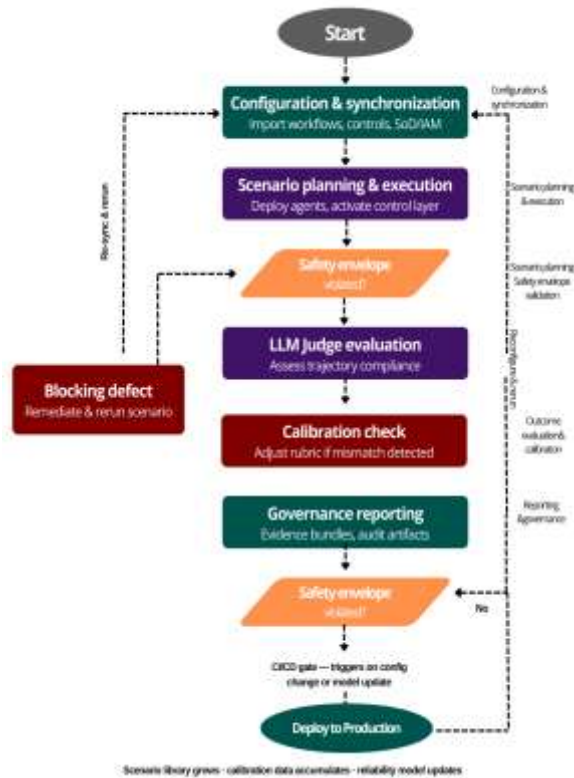 Start
Configuration & synchronization
Import workflows, controls, SoD/IAM
Configuration &
synchronization
Scenario planning & execution
Deploy agents, activate control layer
Scenario planning
& execution
Re-sync & rerun
Safety envelope
violated?
Scenario planning
Safety envelope
validation
LLM Judge evaluation
Assess trajectory compliance
Reconfigure & rerun
Blocking defect
Remediate & rerun scenario
Calibration check
Adjust rubric if mismatch detected
Outcome
evaluation&
calibration
Governance reporting
Evidence bundles, audit artifacts
Reporting
&governance
Safety envelope
violated?
No
CI/CD gate — triggers on config
change or model update
Deploy to Production
Scenario library grows · calibration data accumulates · reliability model updates